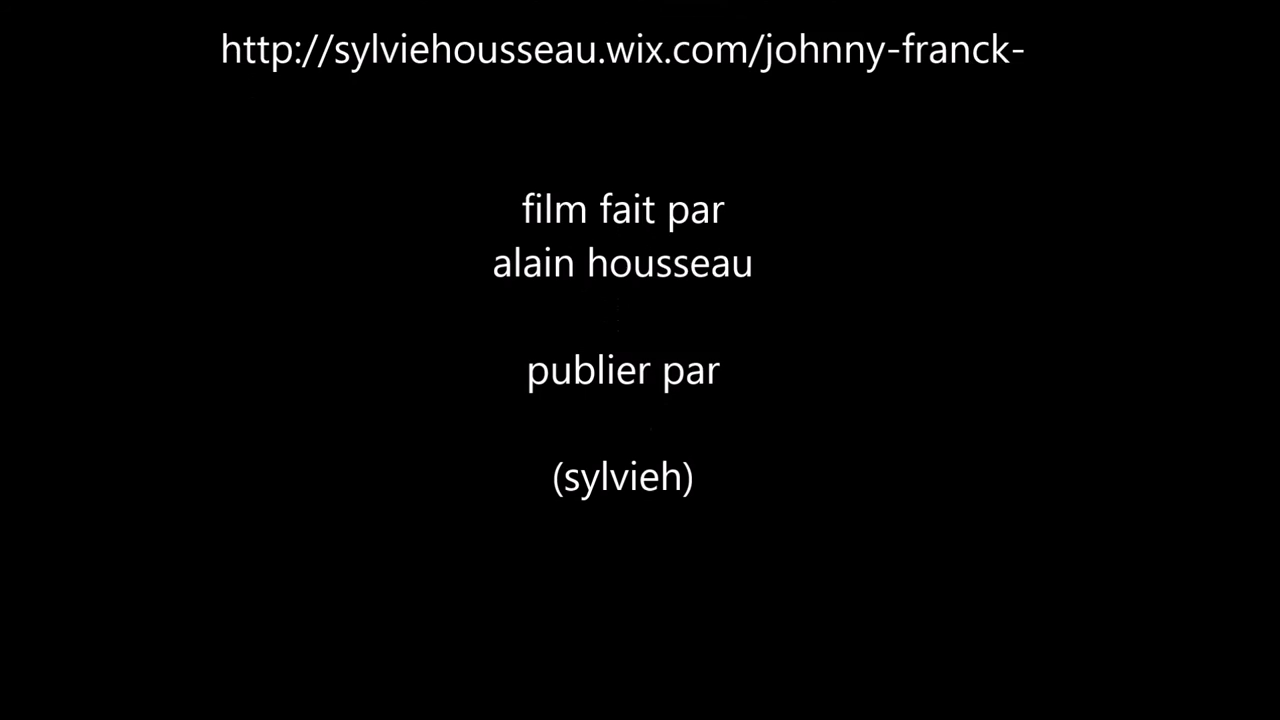 http://sylviehousseau.wix.com/johnny-franck-
film fait par
alain housseau
publier par
(sylvieh)